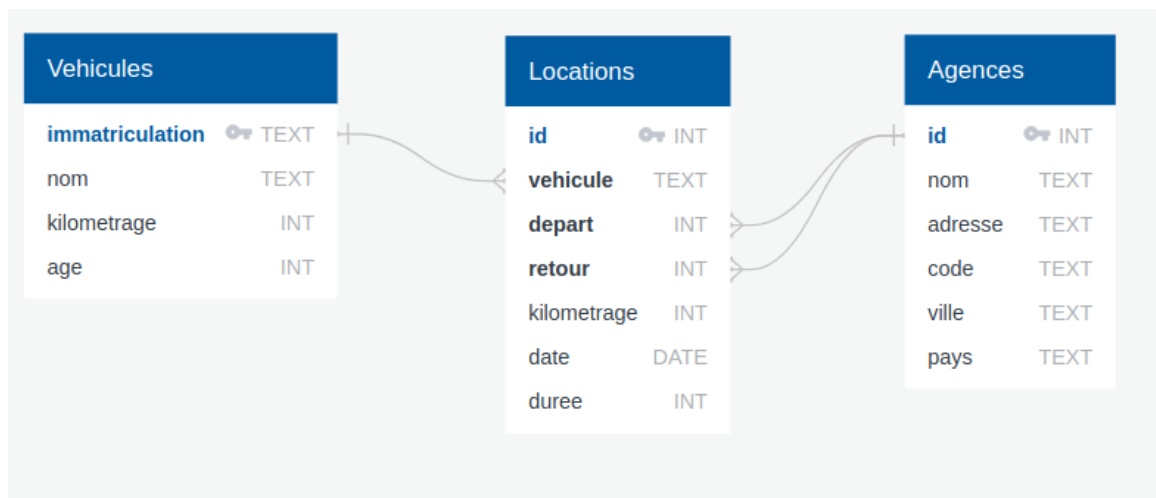 Vehicules
immatriculation TEXT
nom TEXT
kilometrage INT
age INT
Locations
id INT
vehicule TEXT
depart INT
retour INT
kilometrage INT
date DATE
duree INT
Agences
id INT
nom TEXT
adresse TEXT
code TEXT
ville TEXT
pays TEXT